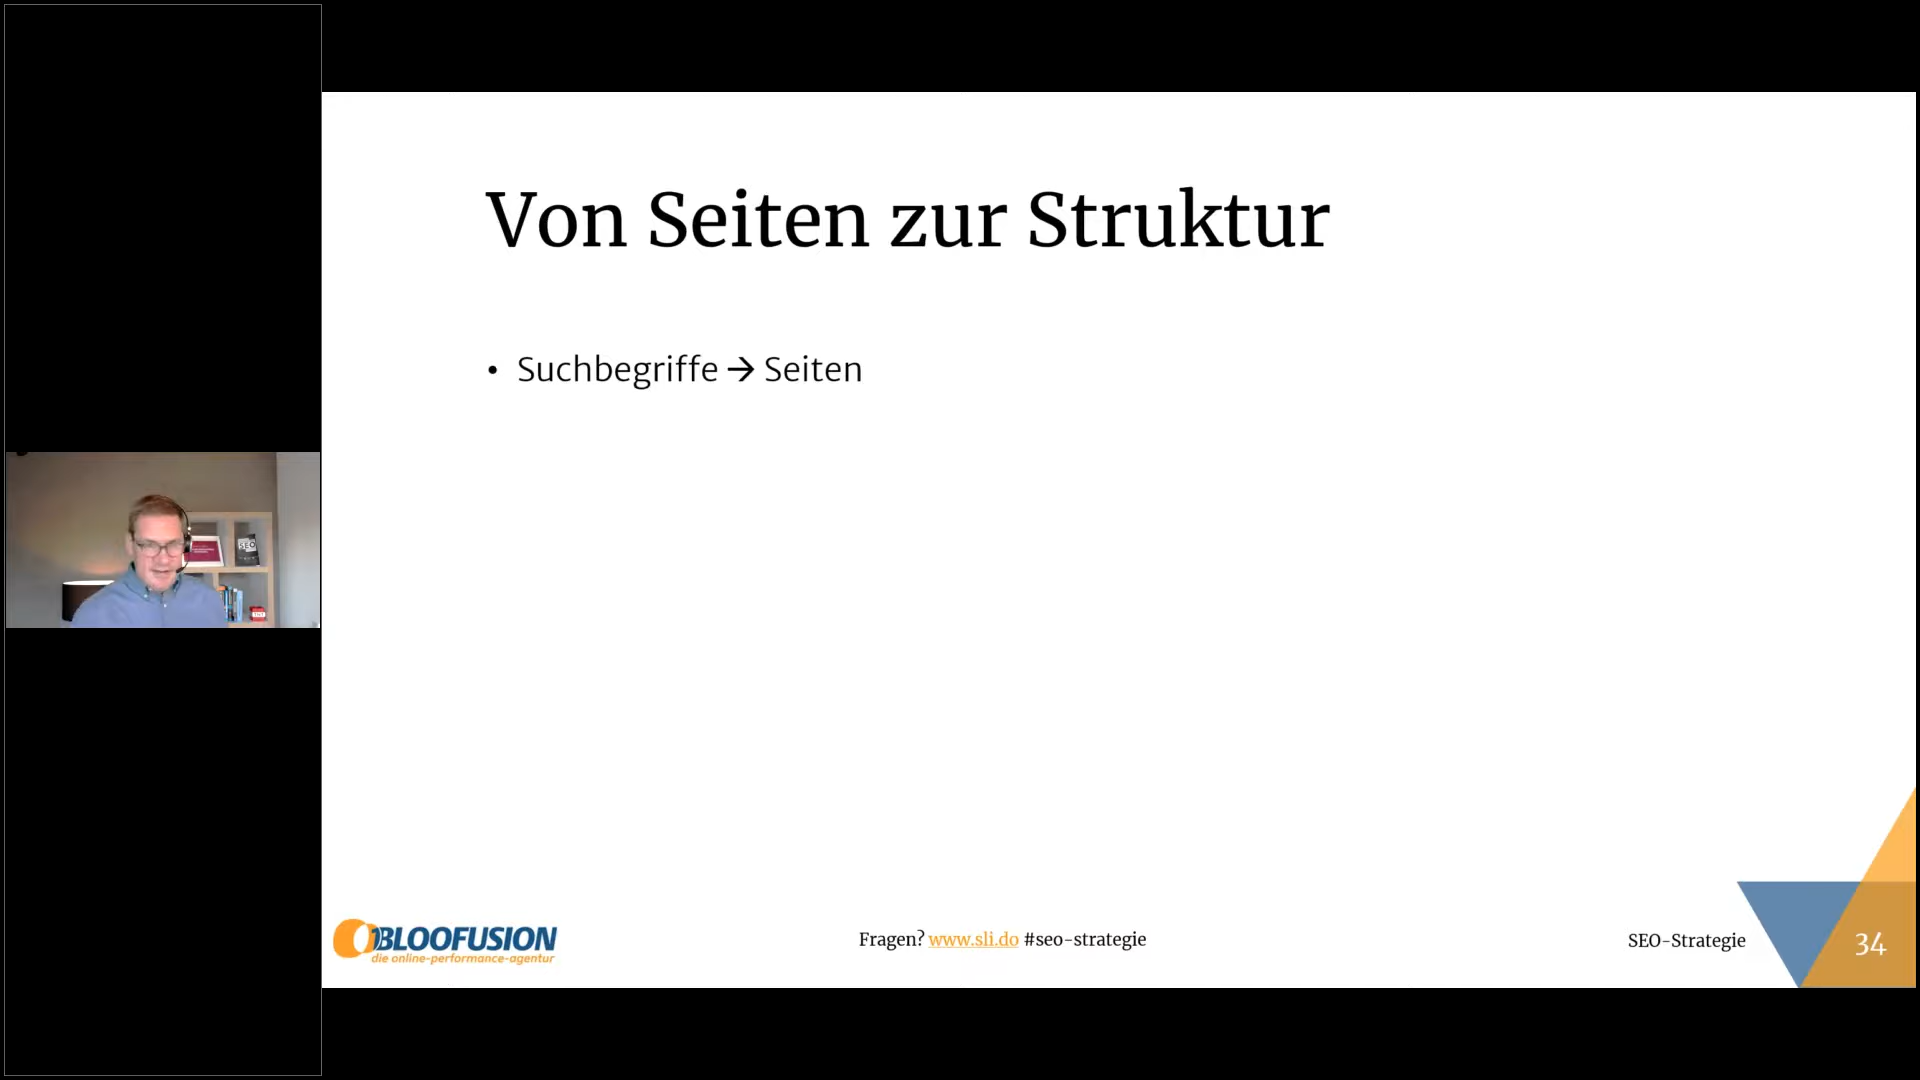 Von Seiten zur Struktur
• Suchbegriffe → Seiten
SEO
BLOOFUSION
die online-performance-agentur
Fragen? www.sli.do #seo-strategie
SEO-Strategie
34